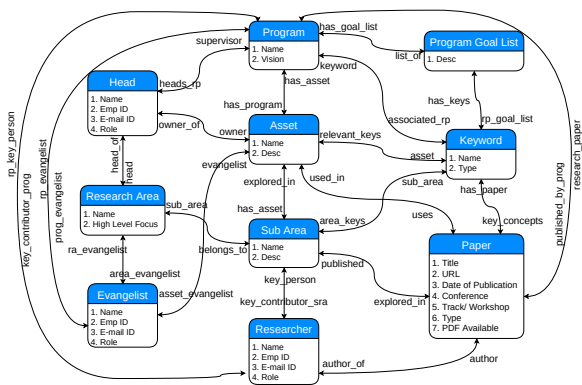 Program
1. Name
2. Vision
has_goal_list
list_of
Program Goal List
1. Desc
supervisor
keyword
Head
1. Name
2. Emp ID
3. E-mail ID
4. Role
heads_rp
has_asset
has_program
has_keys
rp_goal_list
associated_rp
owner_of
owner
Asset
1. Name
2. Desc
relevant_keys
asset
Keyword
1. Name
2. Type
head_of
head
evangelist
explored_in
used_in
sub_area
has_paper
Research Area
1. Name
2. High Level Focus
sub_area
has_asset
area_keys
uses
key_concepts
Sub Area
1. Name
2. Desc
belongs_to
published
Paper
1. Title
2. URL
3. Date of Publication
4. Conference
5. Track/ Workshop
6. Type
7. PDF Available
ra_evangelist
area_evangelist
key_person
key_contributor_sra
explored_in
Evangelist
1. Name
2. Emp ID
3. E-mail ID
4. Role
asset_evangelist
Researcher
1. Name
2. Emp ID
3. E-mail ID
4. Role
author_of
author
rp_key_person
key_contributor_prog
rp_evangelist
prog_evangelist
published_by_prog
research_paper